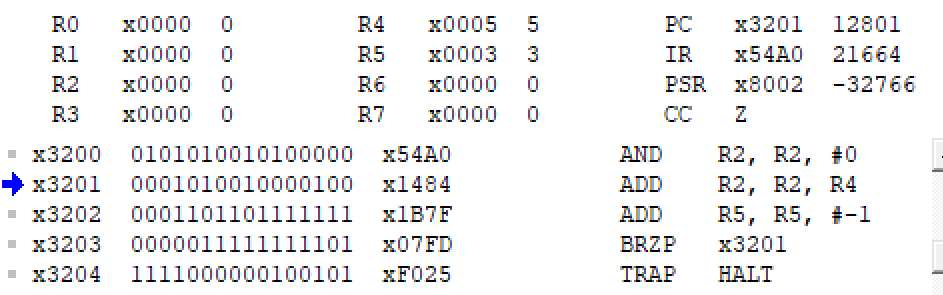 R0 x0000 0 R4 x0005 5 PC x3201 12801
R1 x0000 0 R5 x0003 3 IR x54A0 21664
R2 x0000 0 R6 x0000 0 PSR x8002 -32766
R3 x0000 0 R7 x0000 0 CC Z
x3200 0101010010100000 x54A0 AND R2, R2, #0
x3201 0001010010000100 x1484 ADD R2, R2, R4
x3202 0001101101111111 x1B7F ADD R5, R5, #-1
x3203 0000011111111101 x07FD BRZP x3201
x3204 1111000000100101 xF025 TRAP HALT